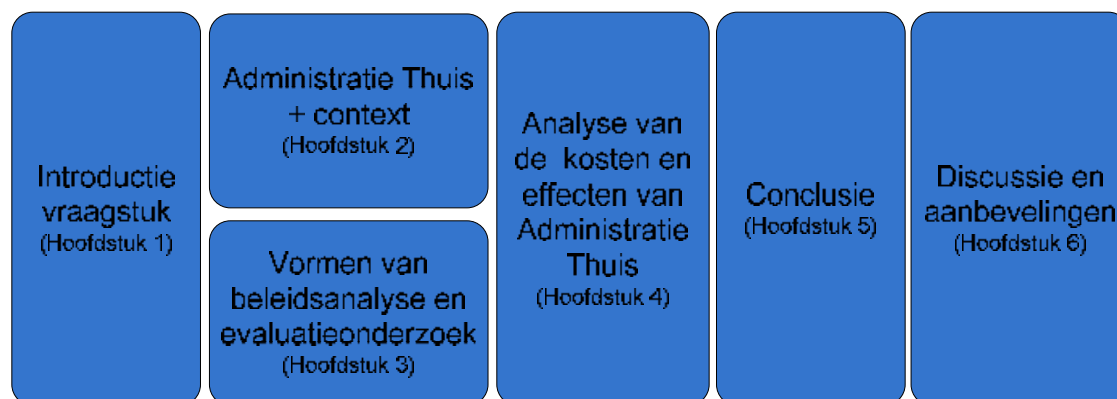 Introductie
vraagstuk
(Hoofdstuk 1)
Administratie Thuis
+ context
(Hoofdstuk 2)
Vormen van
beleidsanalyse en
evaluatieonderzoek
(Hoofdstuk 3)
Analyse van
de kosten en
effecten van
Administratie
Thuis
(Hoofdstuk 4)
Conclusie
(Hoofdstuk 5)
Discussie en
aanbevelingen
(Hoofdstuk 6)